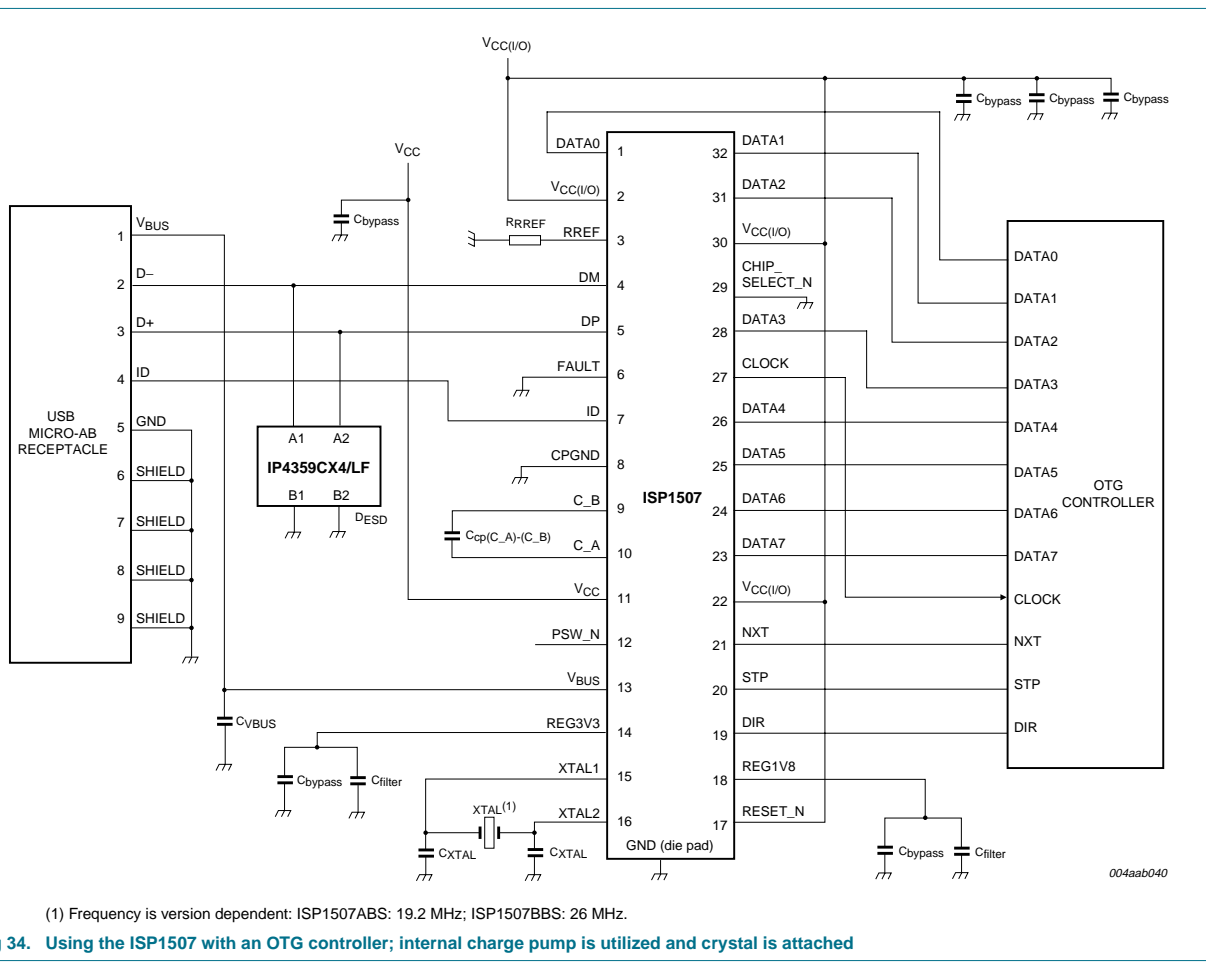 VCC(I/O)
Cbypass
Cbypass
Cbypass
VCC
Cbypass
USB
MICRO-AB
RECEPTACLE
1
VBUS
2
D−
3
D+
4
ID
5
GND
6
SHIELD
7
SHIELD
8
SHIELD
9
SHIELD
A1
A2
IP4359CX4/LF
B1
B2
DESD
CVBUS
RRREF
Ccp(C_A)-(C_B)
Cbypass
Cfilter
XTAL(1)
CXTAL
CXTAL
ISP1507
DATA0
1
VCC(I/O)
2
RREF
3
DM
4
DP
5
FAULT
6
ID
7
CPGND
8
C_B
9
C_A
10
VCC
11
PSW_N
12
VBUS
13
REG3V3
14
XTAL1
15
XTAL2
16
GND (die pad)
32
DATA1
31
DATA2
30
VCC(I/O)
29
CHIP_
SELECT_N
28
DATA3
27
CLOCK
26
DATA4
25
DATA5
24
DATA6
23
DATA7
22
VCC(I/O)
21
NXT
20
STP
19
DIR
18
REG1V8
17
RESET_N
Cbypass
Cfilter
DATA0
DATA1
DATA2
DATA3
DATA4
DATA5
DATA6
DATA7
CLOCK
NXT
STP
DIR
OTG
CONTROLLER
004aab040
(1) Frequency is version dependent: ISP1507ABS: 19.2 MHz; ISP1507BBS: 26 MHz.
34. Using the ISP1507 with an OTG controller; internal charge pump is utilized and crystal is attached